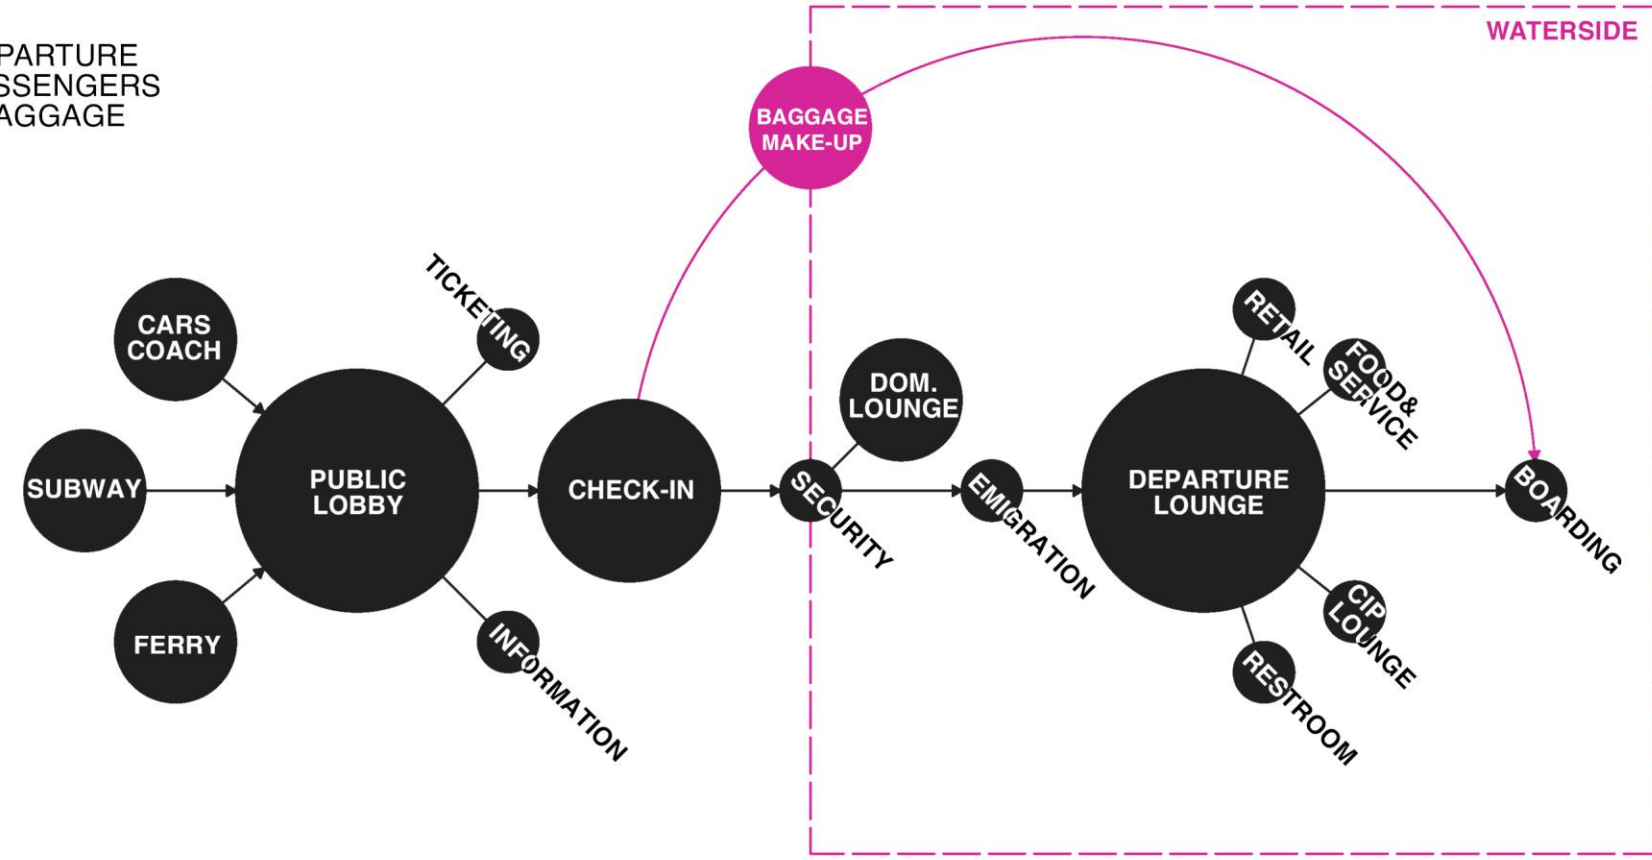 PARTURE
SSENGERS
AGGAGE
WATERSIDE
BAGGAGE
MAKE-UP
TICKETING
CARS
COACH
SUBWAY
FERRY
PUBLIC
LOBBY
INFORMATION
CHECK-IN
DOM.
LOUNGE
SECURITY
EMIGRATION
DEPARTURE
LOUNGE
RETAIL
FOOD&
SERVICE
BOARDING
CIP
LOUNGE
RESTROOM